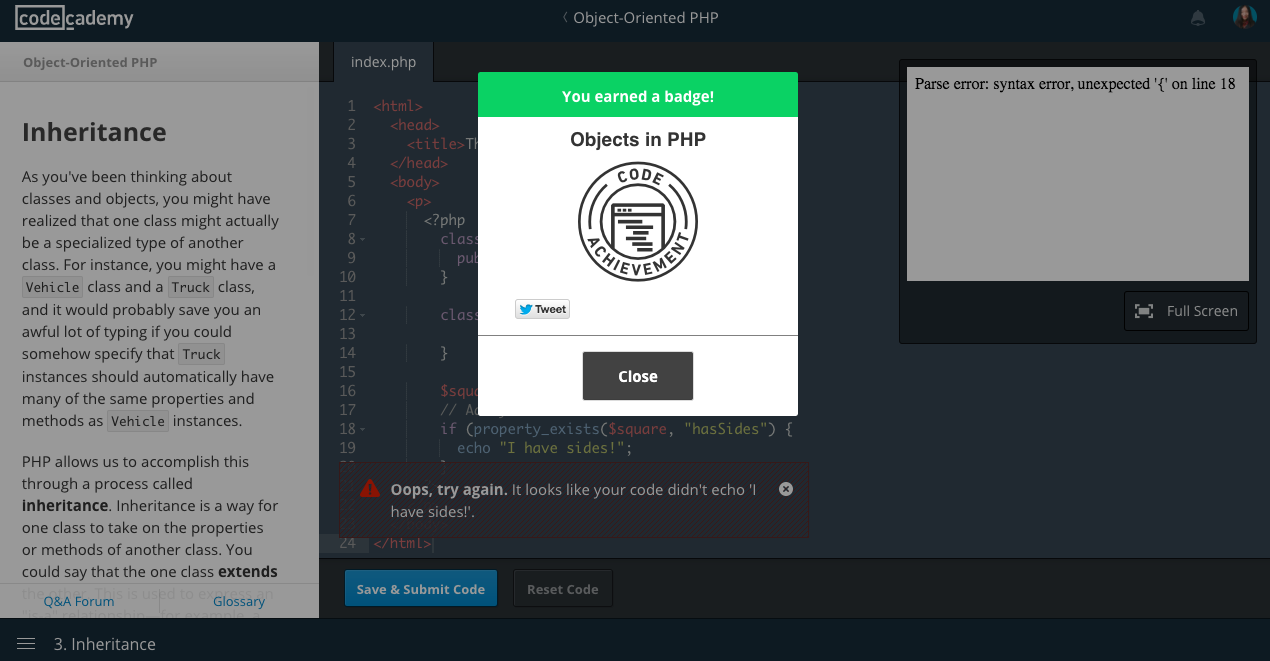 codecademy
〈 Object-Oriented PHP
Object-Oriented PHP
Inheritance
As you've been thinking about
classes and objects, you might have
realized that one class might actually
be a specialized type of another
class. For instance, you might have a
Vehicle class and a Truck class,
and it would probably save you an
awful lot of typing if you could
somehow specify that Truck
instances should automatically have
many of the same properties and
methods as Vehicle instances.
PHP allows us to accomplish this
through a process called
inheritance. Inheritance is a way for
one class to take on the properties
or methods of another class. You
could say that the one class extends
the other. This is used to express an
"is a" relationship - for example, a
Q&A Forum
Glossary
3. Inheritance
index.php
1 <html>
2 <head>
3 <title>Th
4 </head>
5 <body>
6 <p>
7 <?php
8 class
9 pub
10 }
11
12 class
13
14 }
15
16 $squa
17 // Ad
18 if (property_exists($square, "hasSides") {
19 echo "I have sides!";
Oops, try again. It looks like your code didn't echo 'I
have sides!'.
24 </html>
Save & Submit Code
Reset Code
You earned a badge!
Objects in PHP
CODE
ACHIEVEMENT
Tweet
Close
Parse error: syntax error, unexpected '{' on line 18
Full Screen